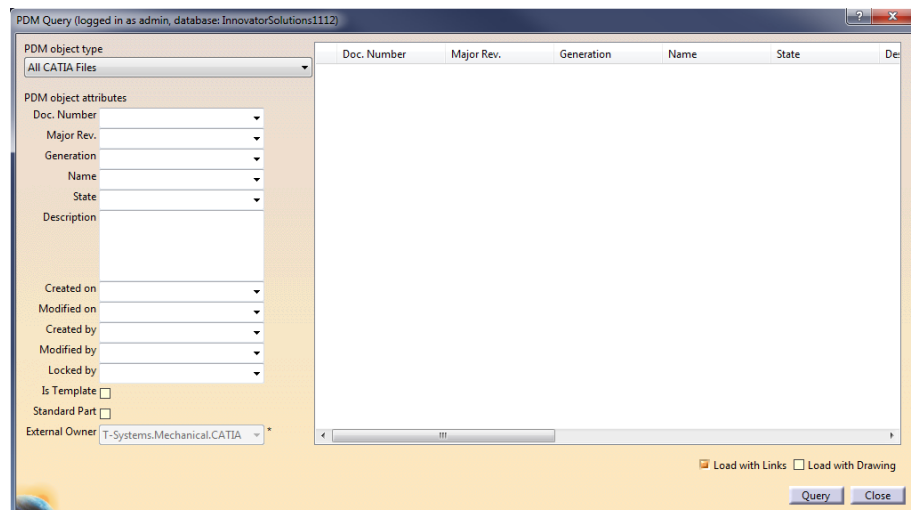 PDM Query (logged in as admin, database: InnovatorSolutions1112)
PDM object type
All CATIA Files
PDM object attributes
Doc. Number
Major Rev.
Generation
Name
State
Description
Created on
Modified on
Created by
Modified by
Locked by
Is Template
Standard Part
External Owner T-Systems.Mechanical.CATIA *
Doc. Number Major Rev. Generation Name State De
Load with Links Load with Drawing
Query Close